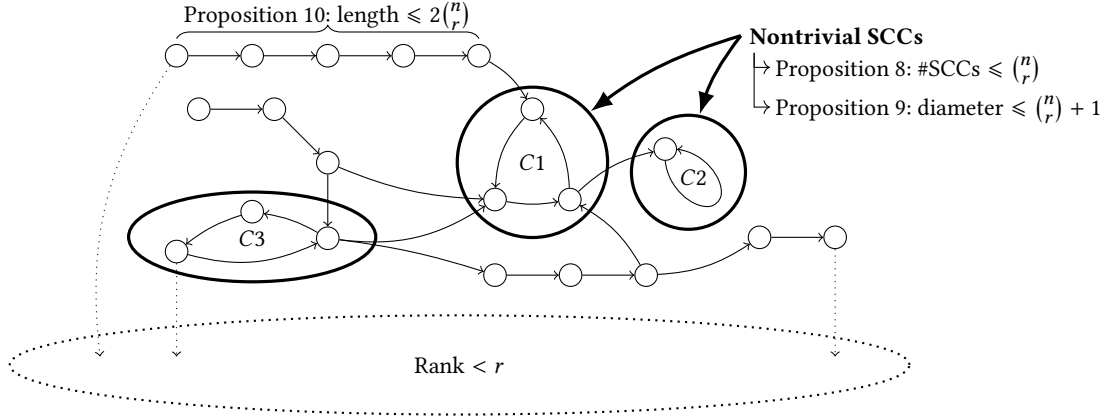 Proposition 10: length ⩽ 2(n r)
Nontrivial SCCs
Proposition 8: #SCCs ⩽ (n r)
Proposition 9: diameter ⩽ (n r) + 1
C1
C2
C3
Rank < r